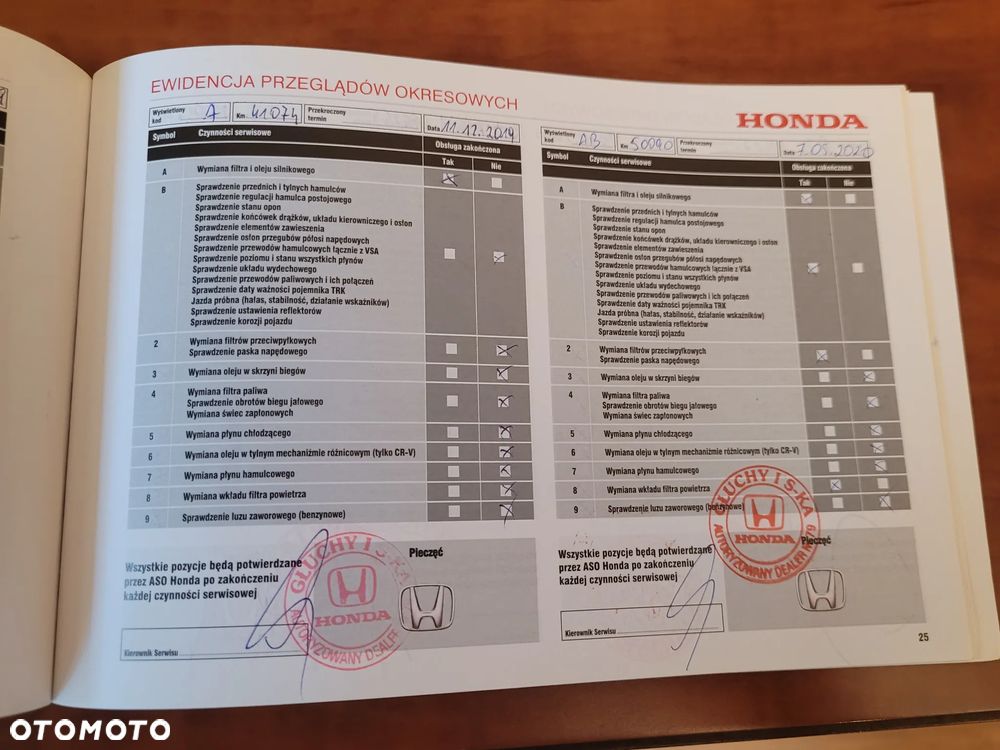 EWIDENCJA PRZEGLĄDÓW OKRESOWYCH
HONDA
Wyświetlony kod A Km 41074 Przekroczony termin Data 11.12.2019
Symbol Czynności serwisowe Obsługa zakończona
Tak Nie
A Wymiana filtra i oleju silnikowego
B Sprawdzenie przednich i tylnych hamulców
Sprawdzenie regulacji hamulca postojowego
Sprawdzenie stanu opon
Sprawdzenie końcówek drążków, układu kierowniczego i osłon
Sprawdzenie elementów zawieszenia
Sprawdzenie osłon przegubów półosi napędowych
Sprawdzenie przewodów hamulcowych łącznie z VSA
Sprawdzenie poziomu i stanu wszystkich płynów
Sprawdzenie układu wydechowego
Sprawdzenie przewodów paliwowych i ich połączeń
Sprawdzenie daty ważności pojemnika TRK
Jazda próbna (hałas, stabilność, działanie wskaźników)
Sprawdzenie ustawienia reflektorów
Sprawdzenie korozji pojazdu
2 Wymiana filtrów przeciwpyłkowych
Sprawdzenie paska napędowego
3 Wymiana oleju w skrzyni biegów
4 Wymiana filtra paliwa
Sprawdzenie obrotów biegu jałowego
Wymiana świec zapłonowych
5 Wymiana płynu chłodzącego
6 Wymiana oleju w tylnym mechanizmie różnicowym (tylko CR-V)
7 Wymiana płynu hamulcowego
8 Wymiana wkładu filtra powietrza
9 Sprawdzenie luzu zaworowego (benzynowe)
Wszystkie pozycje będą potwierdzane
przez ASO Honda po zakończeniu
każdej czynności serwisowej
Pieczęć
GŁUCHY I S-KA
HONDA
AUTORYZOWANY DEALER
Kierownik Serwisu
Wyświetlony kod AB Km 50090 Przekroczony termin Data
Symbol Czynności serwisowe Obsługa zakończona
Tak Nie
A Wymiana filtra i oleju silnikowego
B Sprawdzenie przednich i tylnych hamulców
Sprawdzenie regulacji hamulca postojowego
Sprawdzenie stanu opon
Sprawdzenie końcówek drążków, układu kierowniczego i osłon
Sprawdzenie elementów zawieszenia
Sprawdzenie osłon przegubów półosi napędowych
Sprawdzenie przewodów hamulcowych łącznie z VSA
Sprawdzenie poziomu i stanu wszystkich płynów
Sprawdzenie układu wydechowego
Sprawdzenie przewodów paliwowych i ich połączeń
Sprawdzenie daty ważności pojemnika TRK
Jazda próbna (hałas, stabilność, działanie wskaźników)
Sprawdzenie ustawienia reflektorów
Sprawdzenie korozji pojazdu
2 Wymiana filtrów przeciwpyłkowych
Sprawdzenie paska napędowego
3 Wymiana oleju w skrzyni biegów
4 Wymiana filtra paliwa
Sprawdzenie obrotów biegu jałowego
Wymiana świec zapłonowych
5 Wymiana płynu chłodzącego
6 Wymiana oleju w tylnym mechanizmie różnicowym (tylko CR-V)
7 Wymiana płynu hamulcowego
8 Wymiana wkładu filtra powietrza
9 Sprawdzenie luzu zaworowego (benzynowe)
Wszystkie pozycje będą potwierdzane
przez ASO Honda po zakończeniu
każdej czynności serwisowej
Pieczęć
GŁUCHY I S-KA
HONDA
AUTORYZOWANY DEALER
Kierownik Serwisu
25
OTOMOTO